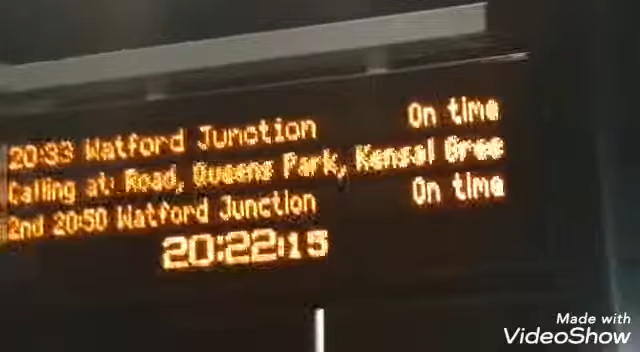 20:33 Watford Junction On time
Calling at: Road, Queens Park, Kensal Gree
2nd 20:50 Watford Junction On time
20:22:15
Made with
VideoShow